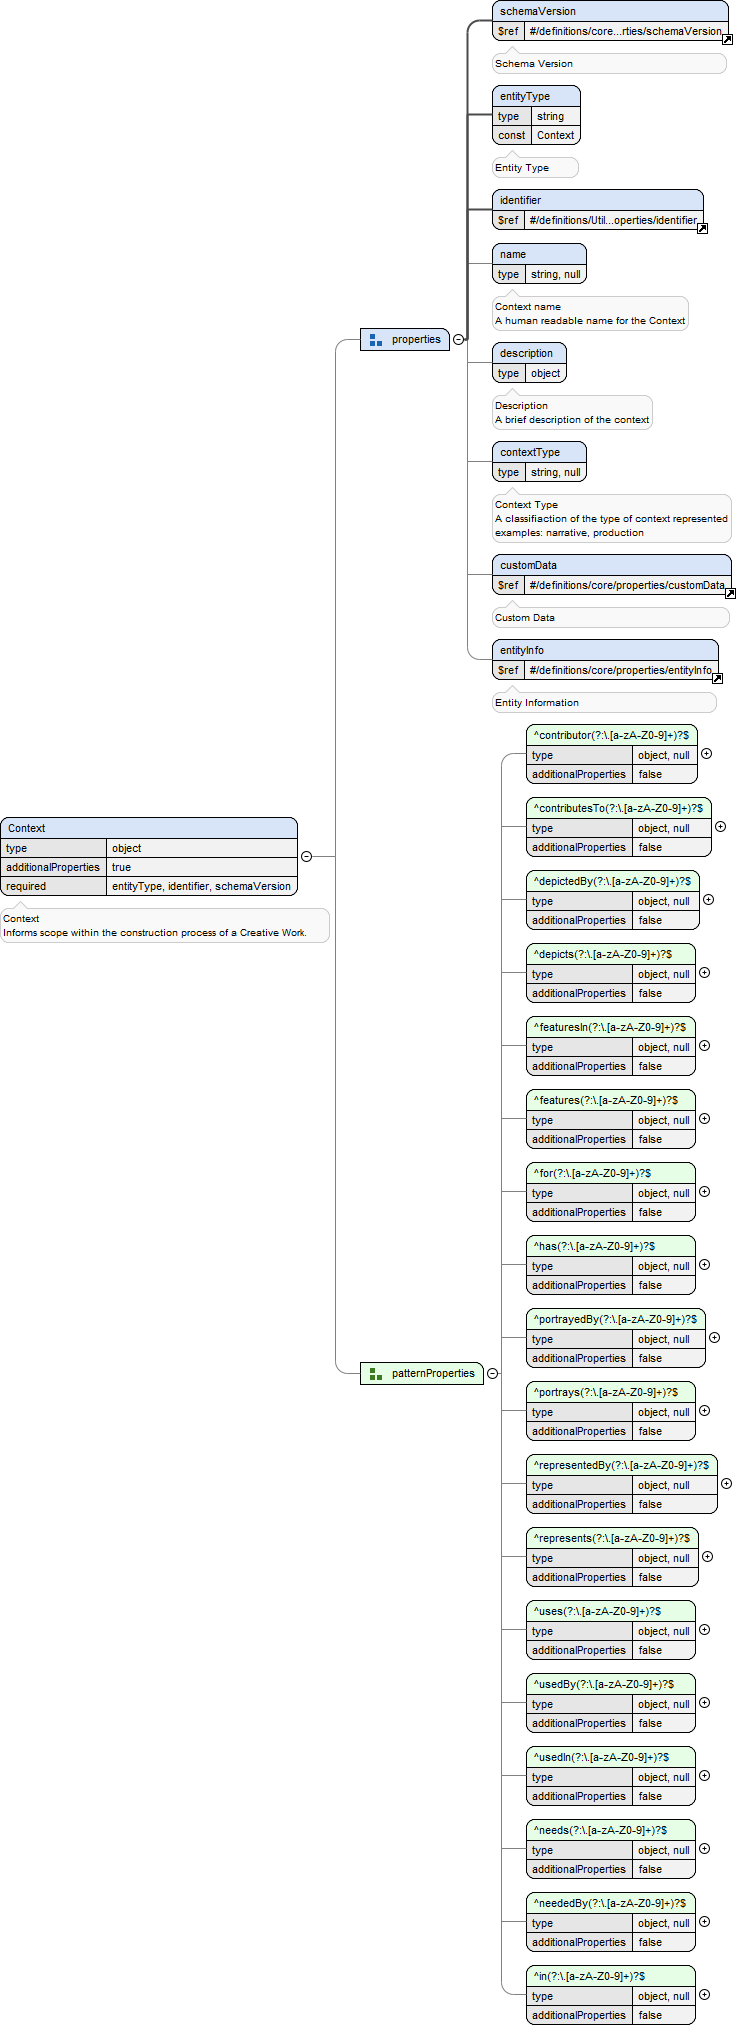 schemaVersion
$ref #/definitions/core...rties/schemaVersion
Schema Version
entityType
type string
const Context
Entity Type
identifier
$ref #/definitions/Util...operties/identifier
name
type string, null
Context name
A human readable name for the Context
properties
description
type object
Description
A brief description of the context
contextType
type string, null
Context Type
A classifiaction of the type of context represented
examples: narrative, production
customData
$ref #/definitions/core/properties/customData
Custom Data
entityInfo
$ref #/definitions/core/properties/entityInfo
Entity Information
Context
type object
additionalProperties true
required entityType, identifier, schemaVersion
Context
Informs scope within the construction process of a Creative Work.
patternProperties
^contributor(?:\.[a-zA-Z0-9]+)?$
type object, null
additionalProperties false
^contributesTo(?:\.[a-zA-Z0-9]+)?$
type object, null
additionalProperties false
^depictedBy(?:\.[a-zA-Z0-9]+)?$
type object, null
additionalProperties false
^depicts(?:\.[a-zA-Z0-9]+)?$
type object, null
additionalProperties false
^featuresIn(?:\.[a-zA-Z0-9]+)?$
type object, null
additionalProperties false
^features(?:\.[a-zA-Z0-9]+)?$
type object, null
additionalProperties false
^for(?:\.[a-zA-Z0-9]+)?$
type object, null
additionalProperties false
^has(?:\.[a-zA-Z0-9]+)?$
type object, null
additionalProperties false
^portrayedBy(?:\.[a-zA-Z0-9]+)?$
type object, null
additionalProperties false
^portrays(?:\.[a-zA-Z0-9]+)?$
type object, null
additionalProperties false
^representedBy(?:\.[a-zA-Z0-9]+)?$
type object, null
additionalProperties false
^represents(?:\.[a-zA-Z0-9]+)?$
type object, null
additionalProperties false
^uses(?:\.[a-zA-Z0-9]+)?$
type object, null
additionalProperties false
^usedBy(?:\.[a-zA-Z0-9]+)?$
type object, null
additionalProperties false
^usedIn(?:\.[a-zA-Z0-9]+)?$
type object, null
additionalProperties false
^needs(?:\.[a-zA-Z0-9]+)?$
type object, null
additionalProperties false
^neededBy(?:\.[a-zA-Z0-9]+)?$
type object, null
additionalProperties false
^in(?:\.[a-zA-Z0-9]+)?$
type object, null
additionalProperties false